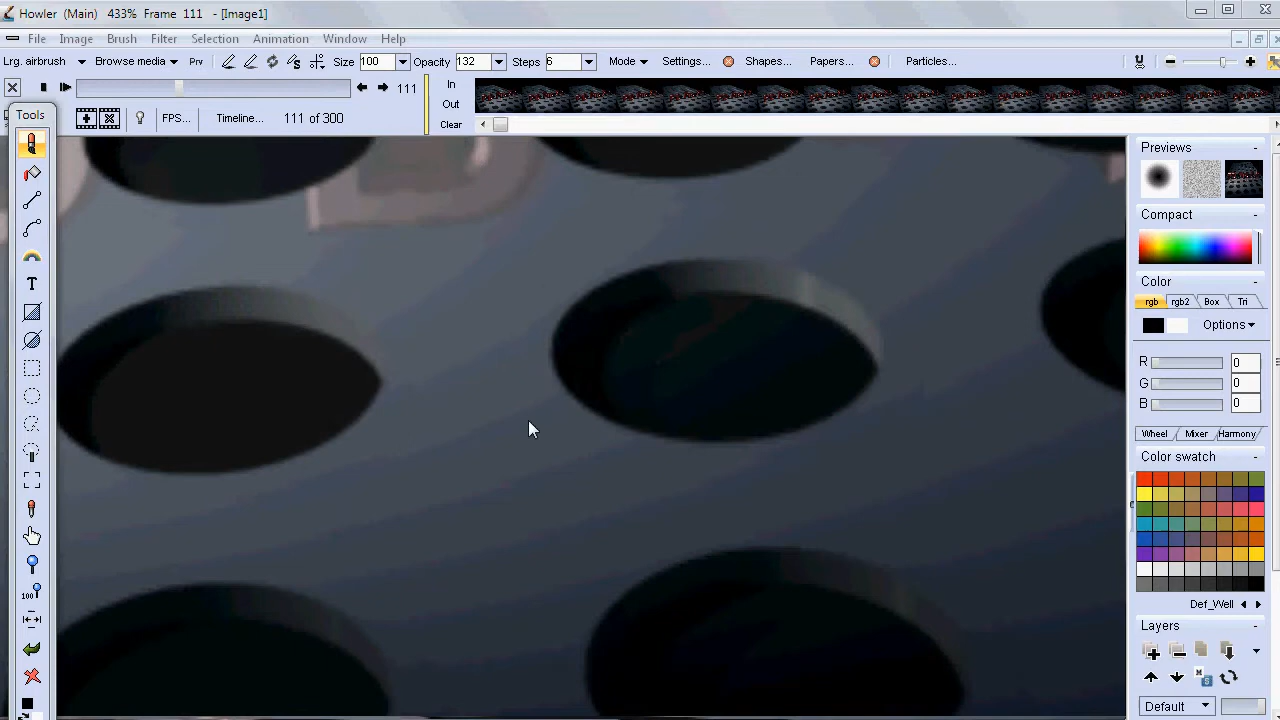 Howler (Main) 433% Frame 111 - [Image1]
File Image Brush Filter Selection Animation Window Help
Lrg. airbrush Browse media Prv Size 100 Opacity 132 Steps 6 Mode Settings... Shapes... Papers... Particles...
111 In
Out
Clear
FPS... Timeline... 111 of 300
Tools
T
100
Previews -
Compact -
Color -
rgb rgb2 Box Tri
Options
R 0
G 0
B 0
Wheel Mixer Harmony
Color swatch -
Def_Well
Layers -
M
S
Default